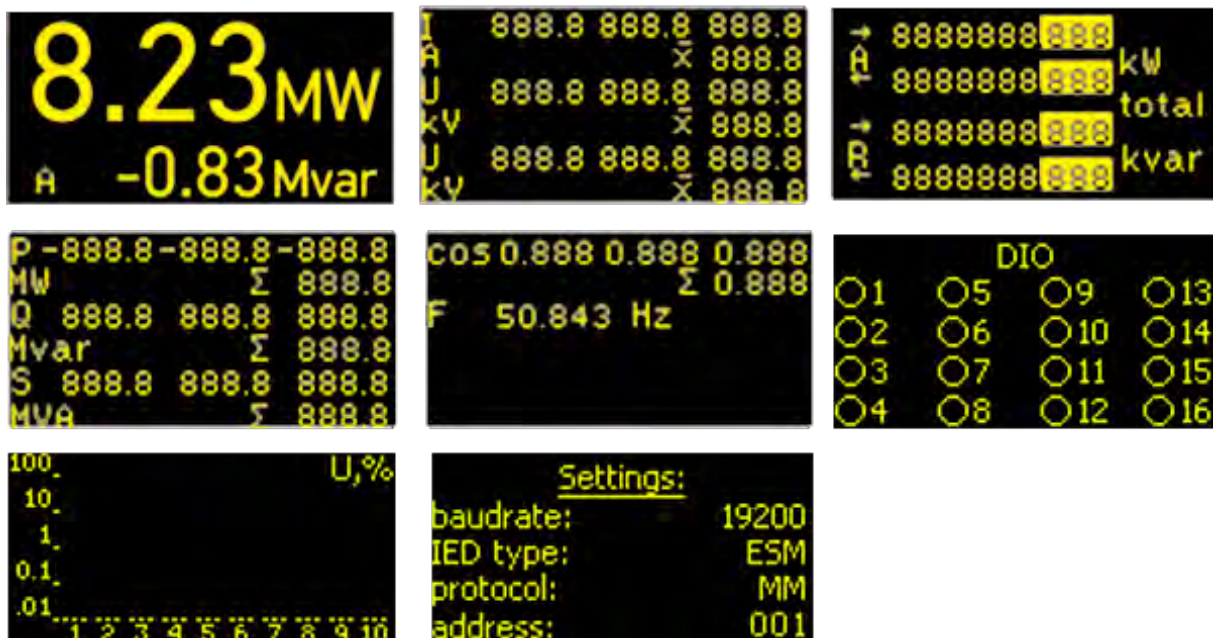 8.23 MW
A -0.83 Mvar
I 888.8 888.8 888.8
A x̄ 888.8
U 888.8 888.8 888.8
kV x̄ 888.8
U 888.8 888.8 888.8
kV x̄ 888.8
→ 8888888888
A kW
← 8888888888
total
→ 8888888888
R kvar
← 8888888888
P -888.8 -888.8 -888.8
MW Σ 888.8
Q 888.8 888.8 888.8
Mvar Σ 888.8
S 888.8 888.8 888.8
MVA Σ 888.8
cos 0.888 0.888 0.888
Σ 0.888
F 50.843 Hz
DIO
1 5 9 13
2 6 10 14
3 7 11 15
4 8 12 16
100 U,%
10
1
0.1
.01
1 2 3 4 5 6 7 8 9 10
Settings:
baudrate: 19200
IED type: ESM
protocol: MM
address: 001